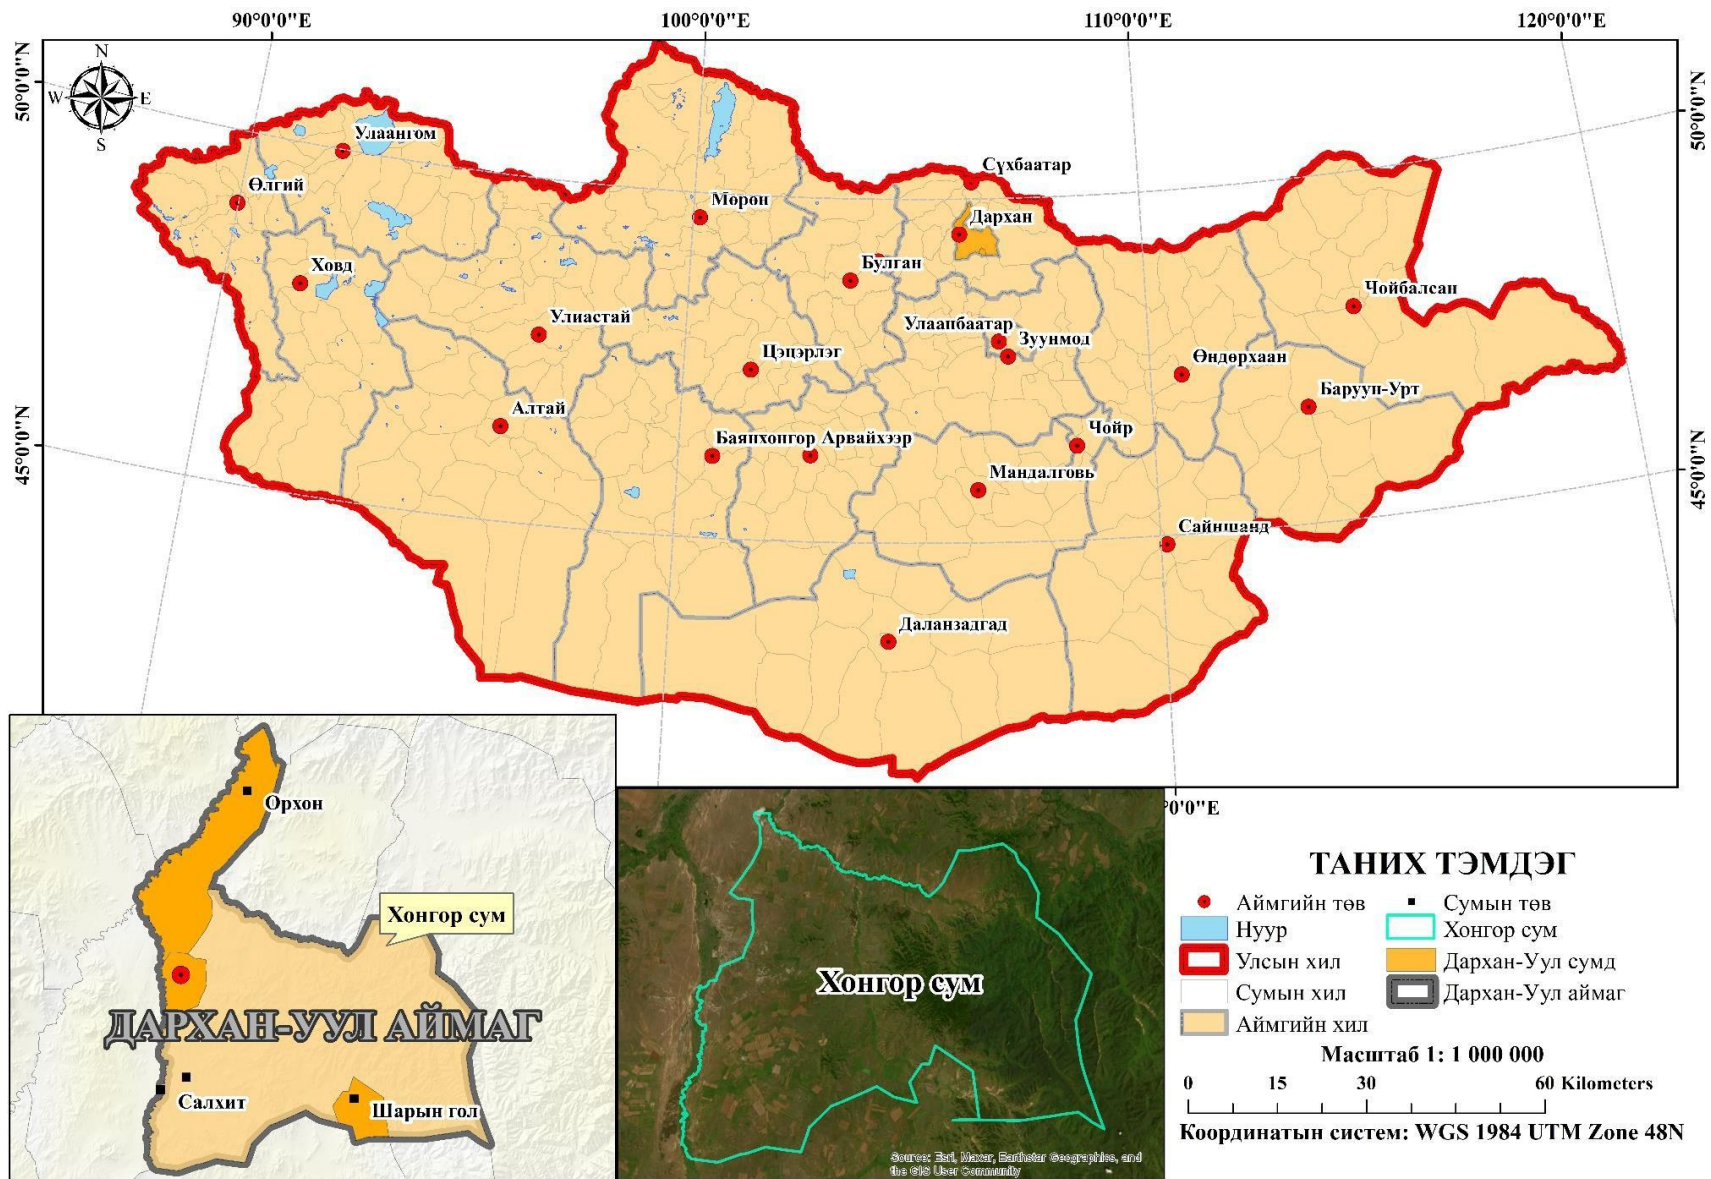 90°0'0"E 100°0'0"E 110°0'0"E 120°0'0"E
50°0'0"N
50°0'0"N
45°0'0"N
45°0'0"N
N
W E
S
Улаангом
Өлгий
Ховд
Мөрөн
Сүхбаатар
Дархан
Булган
Улиастай
Цэцэрлэг
Улаанбаатар
Зуунмод
Чойбалсан
Өндөрхаан
Баруун-Урт
Алтай
Баянхонгор Арвайхээр
Чойр
Мандалговь
Сайншанд
Даланзадгад
0'0"E
Орхон
Хонгор сум
ДАРХАН-УУЛ АЙМАГ
Салхит
Шарын гол
Хонгор сум
Source: Esri, Maxar, Earthstar Geographics, and
the GIS User Community
ТАНИХ ТЭМДЭГ
Аймгийн төв
Нуур
Улсын хил
Сумын хил
Аймгийн хил
Сумын төв
Хонгор сум
Дархан-Уул сумд
Дархан-Уул аймаг
Масштаб 1: 1 000 000
0 15 30 60 Kilometers
Координатын систем: WGS 1984 UTM Zone 48N